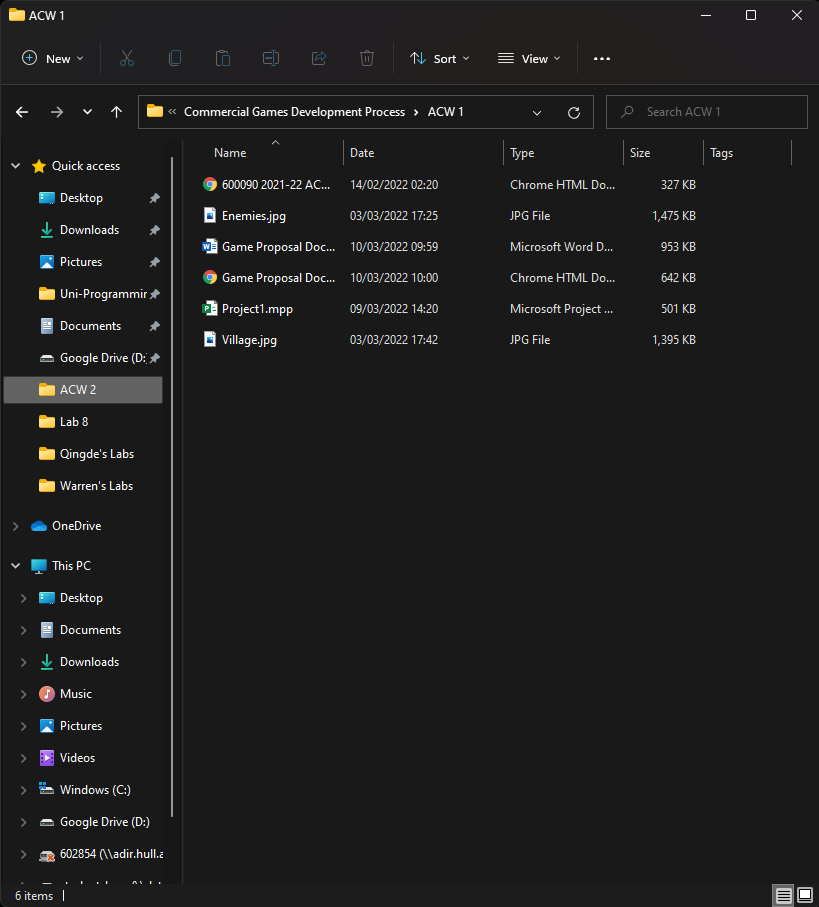 ACW 1
New Sort View
Commercial Games Development Process ACW 1 Search ACW 1
Name Date Type Size Tags
600090 2021-22 AC... 14/02/2022 02:20 Chrome HTML Do... 327 KB
Enemies.jpg 03/03/2022 17:25 JPG File 1,475 KB
Game Proposal Doc... 10/03/2022 09:59 Microsoft Word D... 953 KB
Game Proposal Doc... 10/03/2022 10:00 Chrome HTML Do... 642 KB
Project1.mpp 09/03/2022 14:20 Microsoft Project ... 501 KB
Village.jpg 03/03/2022 17:42 JPG File 1,395 KB
Quick access
Desktop
Downloads
Pictures
Uni-Programmin
Documents
Google Drive (D:
ACW 2
Lab 8
Qingde's Labs
Warren's Labs
OneDrive
This PC
Desktop
Documents
Downloads
Music
Pictures
Videos
Windows (C:)
Google Drive (D:)
602854 (\\adir.hull.a
6 items